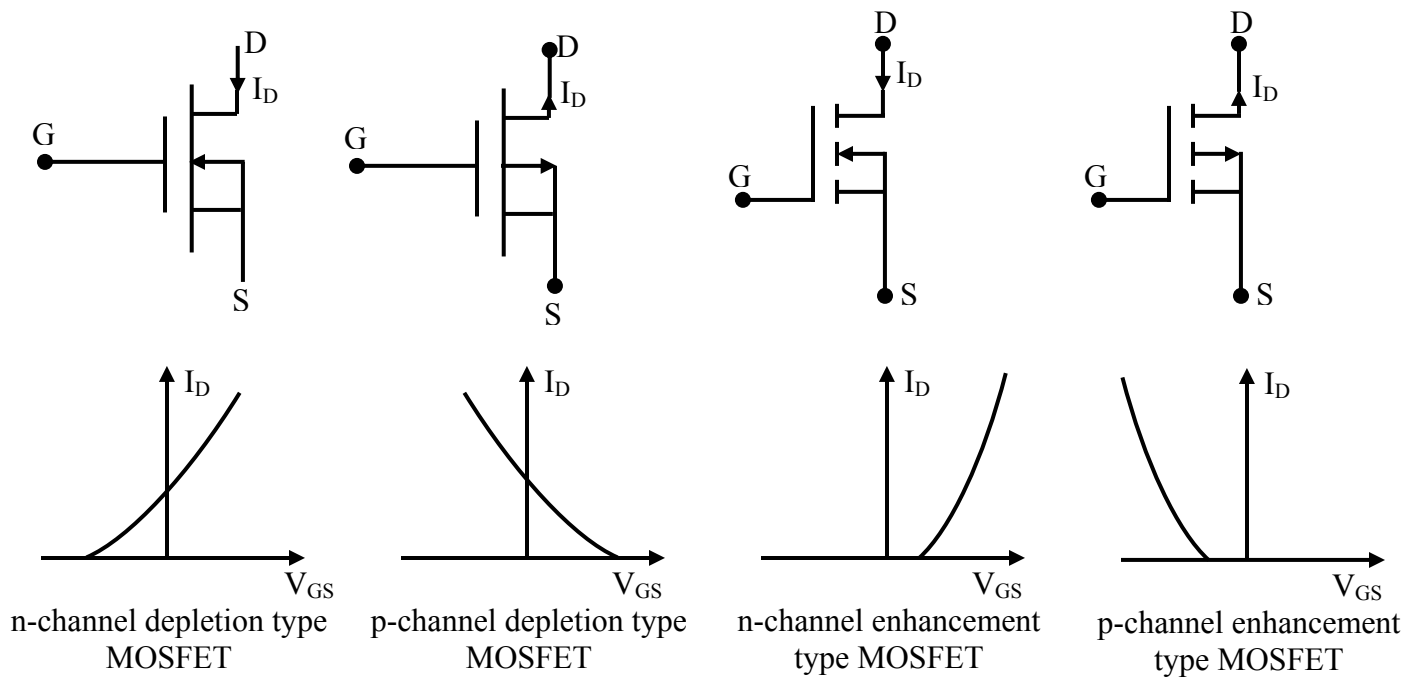 D
I_D
G
S
D
I_D
G
S
D
I_D
G
S
D
I_D
G
S
I_D
V_GS
I_D
V_GS
I_D
V_GS
I_D
V_GS
n-channel depletion type
MOSFET
p-channel depletion type
MOSFET
n-channel enhancement
type MOSFET
p-channel enhancement
type MOSFET